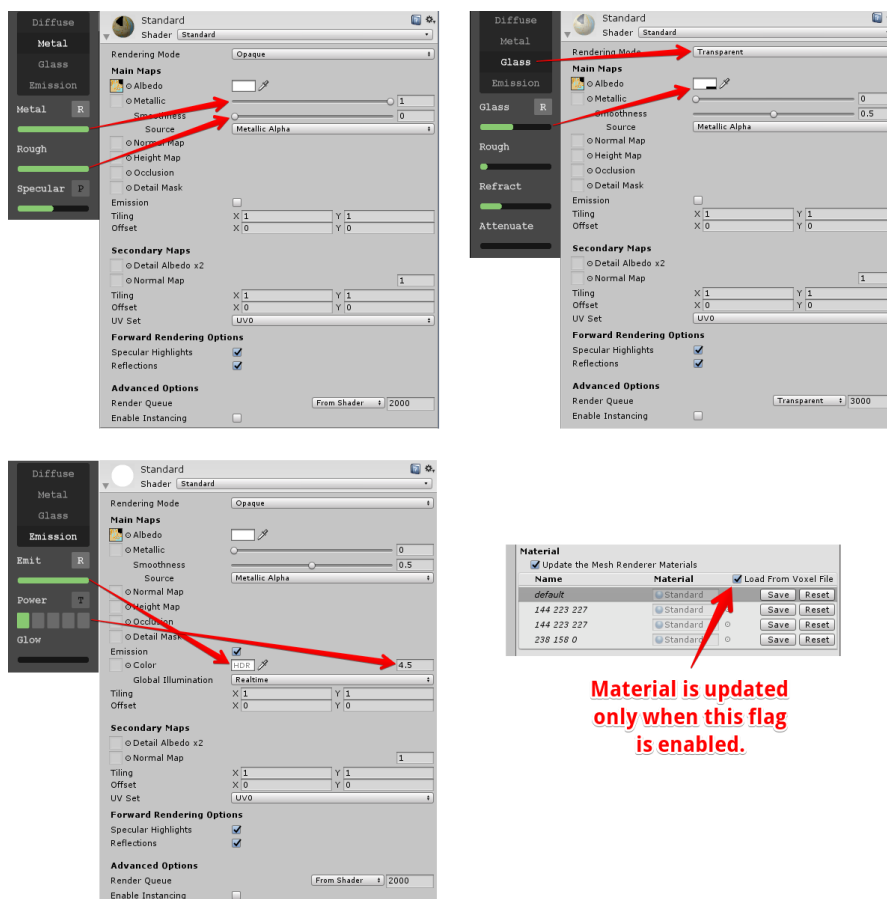 Diffuse
Metal
Glass
Emission
Metal R
Rough
Specular P
Standard
Shader Standard
Rendering Mode Opaque
Main Maps
Albedo
Metallic 1
Smoothness 0
Source Metallic Alpha
Normal Map
Height Map
Occlusion
Detail Mask
Emission
Tiling X 1 Y 1
Offset X 0 Y 0
Secondary Maps
Detail Albedo x2
Normal Map 1
Tiling X 1 Y 1
Offset X 0 Y 0
UV Set UV0
Forward Rendering Options
Specular Highlights
Reflections
Advanced Options
Render Queue From Shader 2000
Enable Instancing
Diffuse
Metal
Glass
Emission
Glass R
Rough
Refract
Attenuate
Standard
Shader Standard
Rendering Mode Transparent
Main Maps
Albedo
Metallic 0
Smoothness 0.5
Source Metallic Alpha
Normal Map
Height Map
Occlusion
Detail Mask
Emission
Tiling X 1 Y 1
Offset X 0 Y 0
Secondary Maps
Detail Albedo x2
Normal Map 1
Tiling X 1 Y 1
Offset X 0 Y 0
UV Set UV0
Forward Rendering Options
Specular Highlights
Reflections
Advanced Options
Render Queue Transparent 3000
Enable Instancing
Diffuse
Metal
Glass
Emission
Emit R
Power T
Glow
Standard
Shader Standard
Rendering Mode Opaque
Main Maps
Albedo
Metallic 0
Smoothness 0.5
Source Metallic Alpha
Normal Map
Height Map
Occlusion
Detail Mask
Emission
Color HDR 4.5
Global Illumination Realtime
Tiling X 1 Y 1
Offset X 0 Y 0
Secondary Maps
Detail Albedo x2
Normal Map 1
Tiling X 1 Y 1
Offset X 0 Y 0
UV Set UV0
Forward Rendering Options
Specular Highlights
Reflections
Advanced Options
Render Queue From Shader 2000
Enable Instancing
Material
Update the Mesh Renderer Materials
Name Material Load From Voxel File
default Standard Save Reset
144 223 227 Standard Save Reset
144 223 227 Standard Save Reset
238 158 0 Standard Save Reset
Material is updated
only when this flag
is enabled.